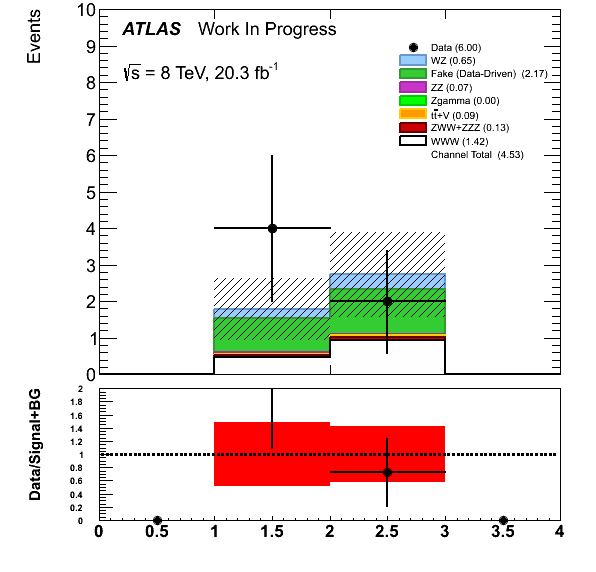 Events
10
9
8
7
6
5
4
3
2
1
0
ATLAS Work In Progress
√s = 8 TeV, 20.3 fb⁻¹
Data (6.00)
WZ (0.65)
Fake (Data-Driven) (2.17)
ZZ (0.07)
Zgamma (0.00)
tt̄+V (0.09)
ZWW+ZZZ (0.13)
WWW (1.42)
Channel Total (4.53)
Data/Signal+BG
2
1.8
1.6
1.4
1.2
1
0.8
0.6
0.4
0.2
0
0 0.5 1 1.5 2 2.5 3 3.5 4